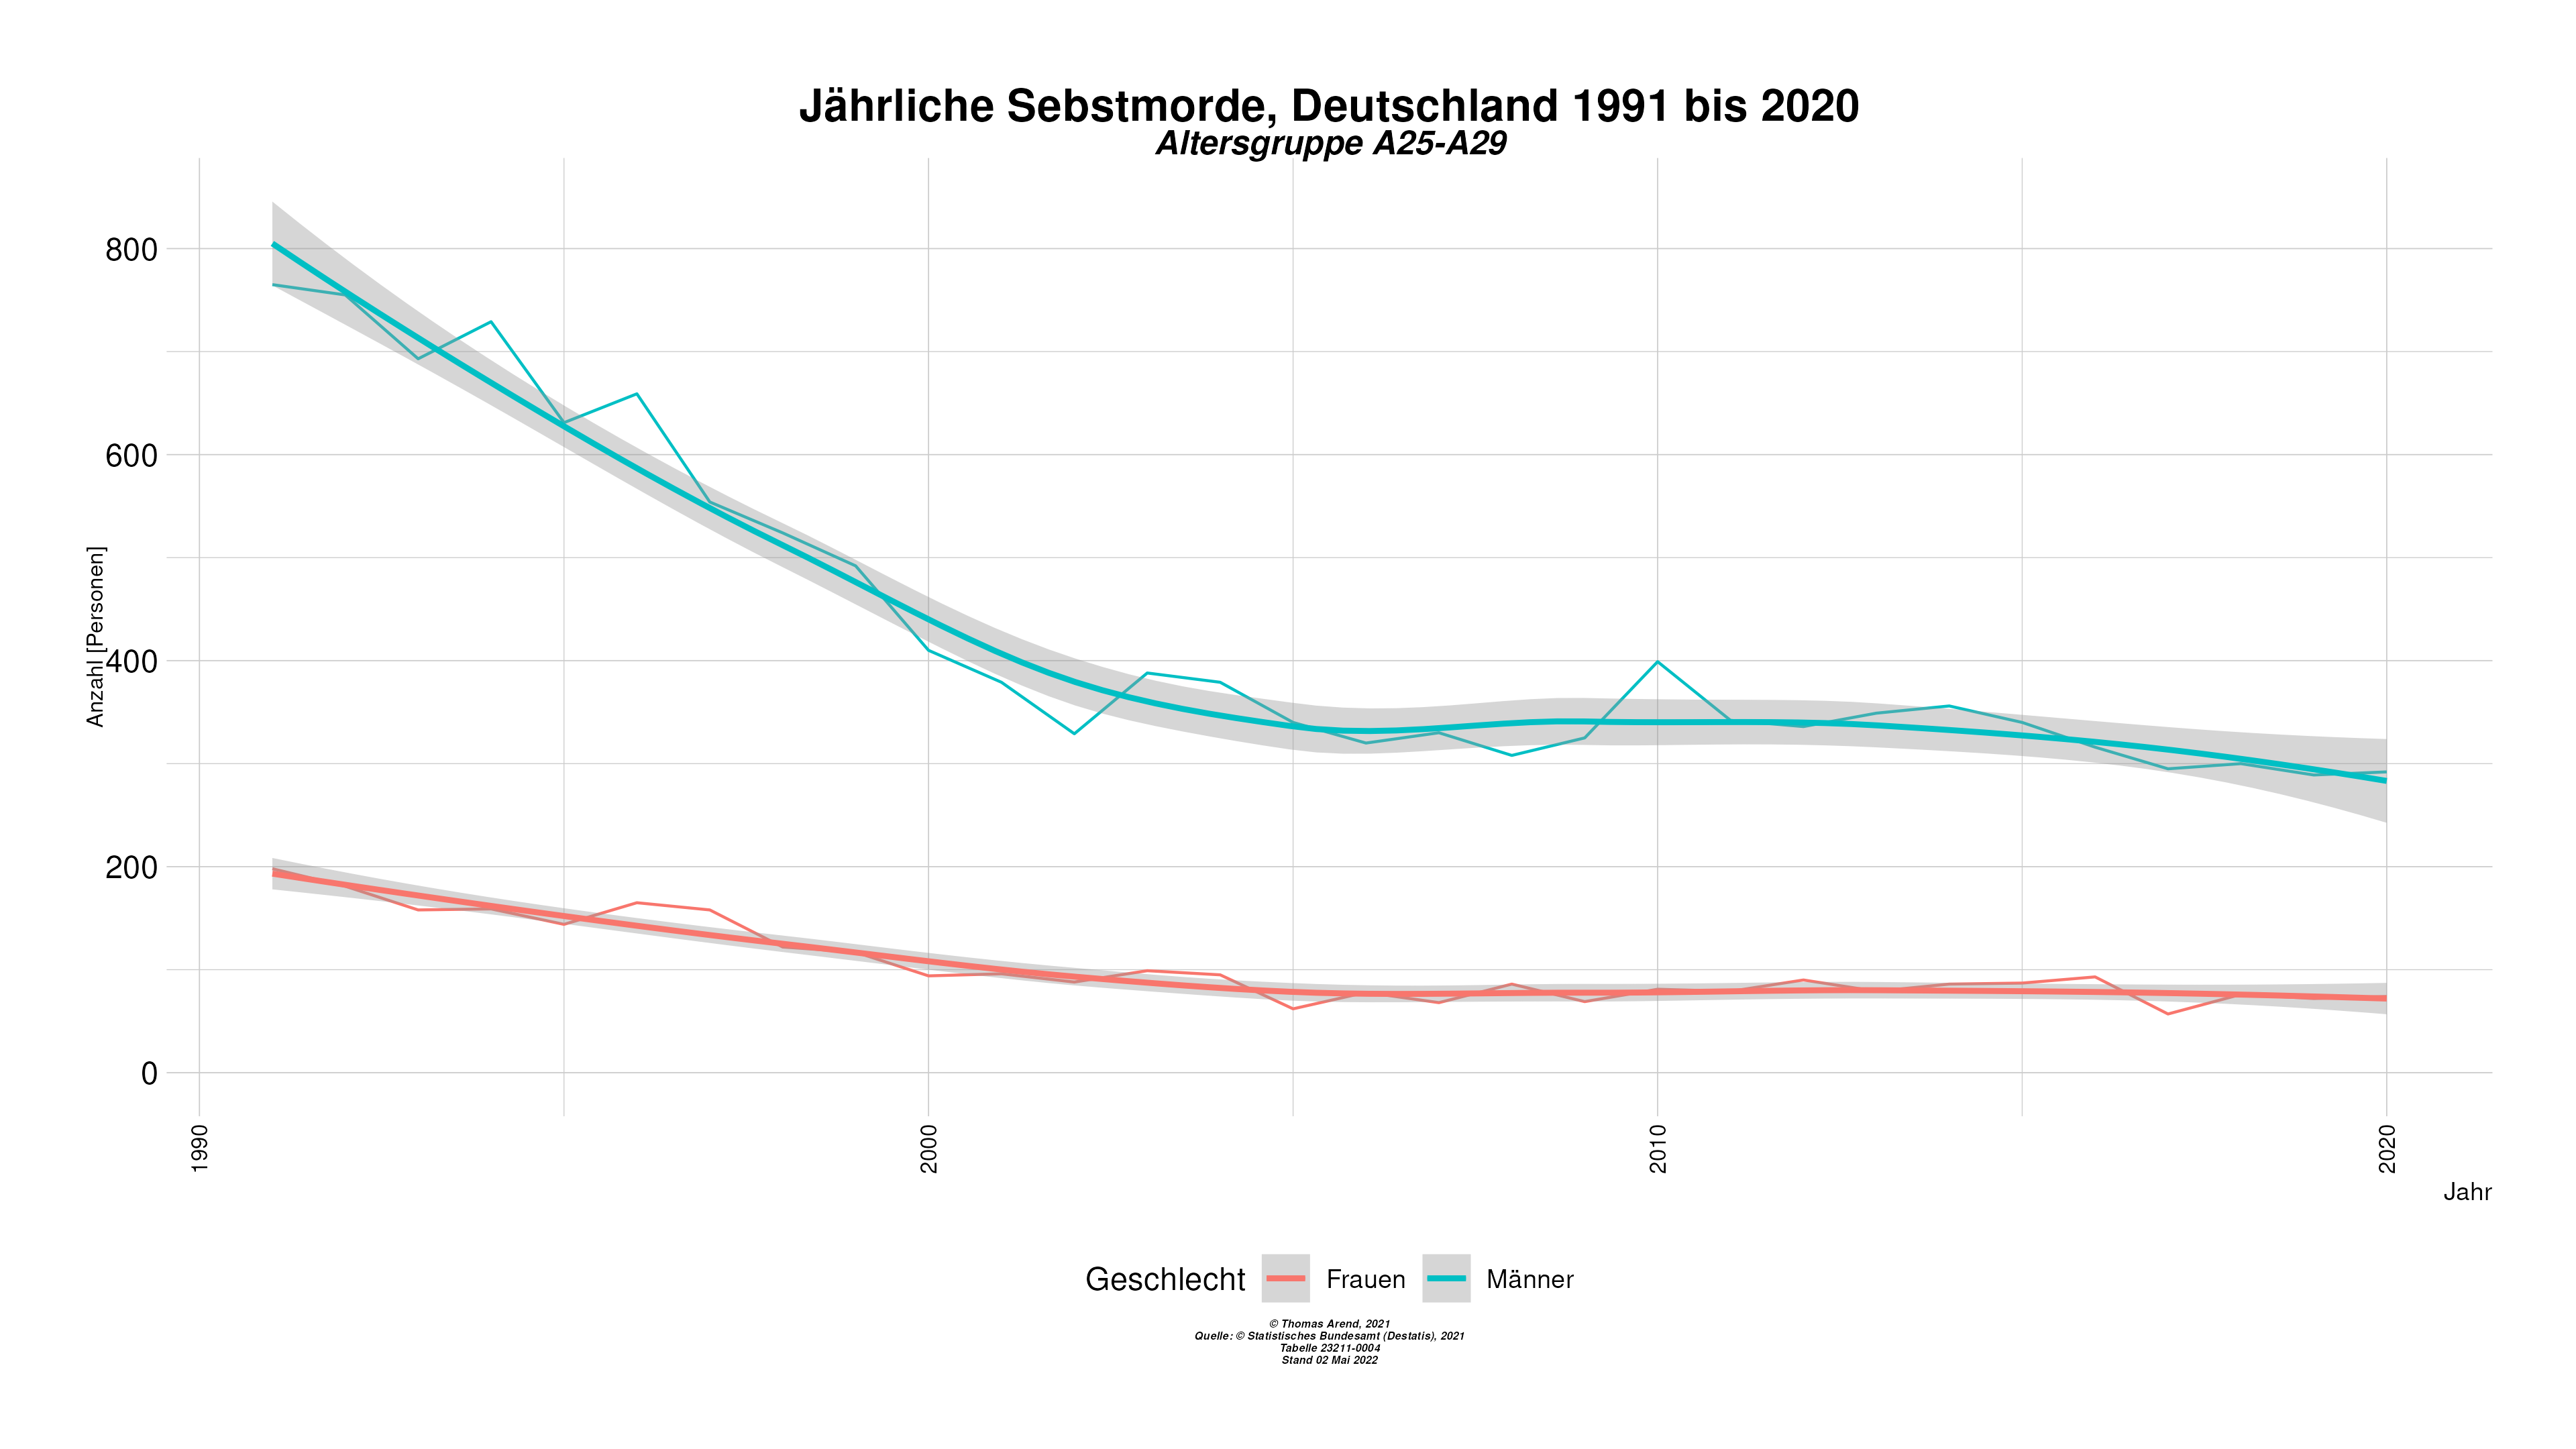 Jährliche Sebstmorde, Deutschland 1991 bis 2020
Altersgruppe A25-A29
800
600
400
200
0
Anzahl [Personen]
1990
2000
2010
2020
Jahr
Geschlecht
Frauen
Männer
© Thomas Arend, 2021
Quelle: © Statistisches Bundesamt (Destatis), 2021
Tabelle 23211-0004
Stand 02 Mai 2022